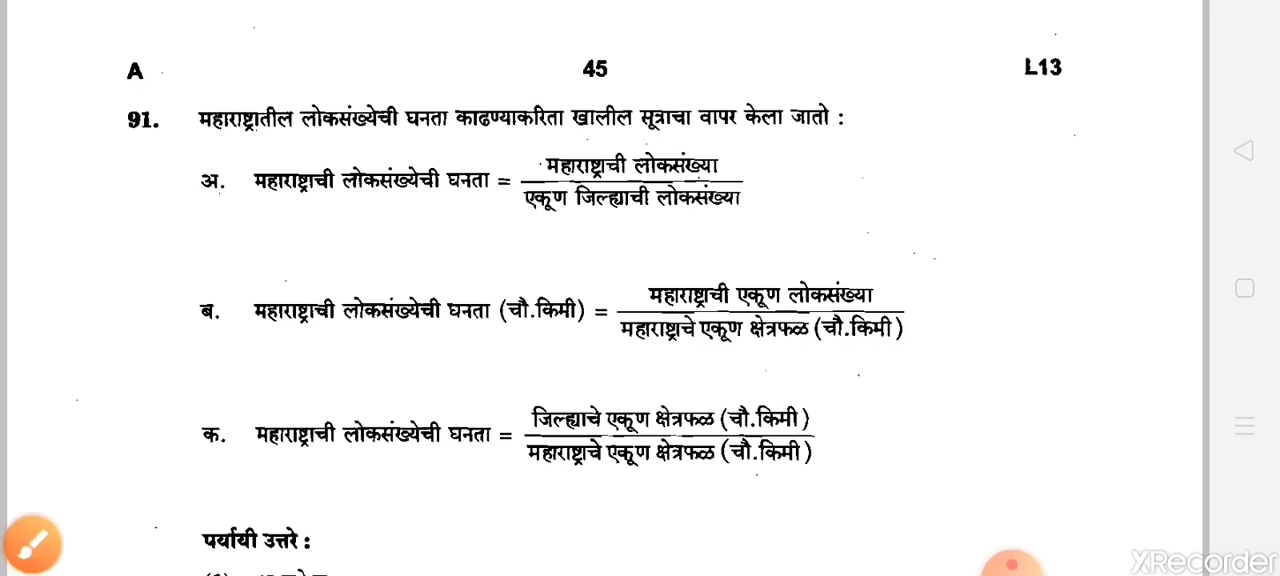 A 45 L13
91. महाराष्ट्रातील लोकसंख्येची घनता काढण्याकरिता खालील सूत्राचा वापर केला जातो :
अ. महाराष्ट्राची लोकसंख्येची घनता = महाराष्ट्राची लोकसंख्या
एकूण जिल्ह्याची लोकसंख्या
ब. महाराष्ट्राची लोकसंख्येची घनता (चौ.किमी) = महाराष्ट्राची एकूण लोकसंख्या
महाराष्ट्राचे एकूण क्षेत्रफळ (चौ.किमी)
क. महाराष्ट्राची लोकसंख्येची घनता = जिल्ह्याचे एकूण क्षेत्रफळ (चौ.किमी)
महाराष्ट्राचे एकूण क्षेत्रफळ (चौ.किमी)
पर्यायी उत्तरे :
XRecorder